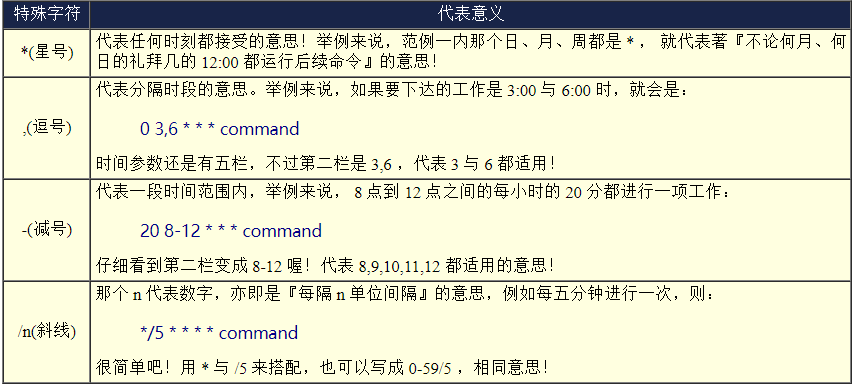 特殊字符 代表意义
*(星号) 代表任何时刻都接受的意思！举例来说，范例一内那个日、月、周都是 * ， 就代表著『不论何月、何
日的礼拜几的 12:00 都运行后续命令』的意思！
,(逗号) 代表分隔时段的意思。举例来说，如果要下达的工作是 3:00 与 6:00 时，就会是：
0 3,6 * * * command
时间参数还是有五栏，不过第二栏是 3,6 ，代表 3 与 6 都适用！
-(减号) 代表一段时间范围内，举例来说， 8 点到 12 点之间的每小时的 20 分都进行一项工作：
20 8-12 * * * command
仔细看到第二栏变成 8-12 喔！代表 8,9,10,11,12 都适用的意思！
/n(斜线) 那个 n 代表数字，亦即是『每隔 n 单位间隔』的意思，例如每五分钟进行一次，则：
*/5 * * * * command
很简单吧！用 * 与 /5 来搭配，也可以写成 0-59/5 ，相同意思！